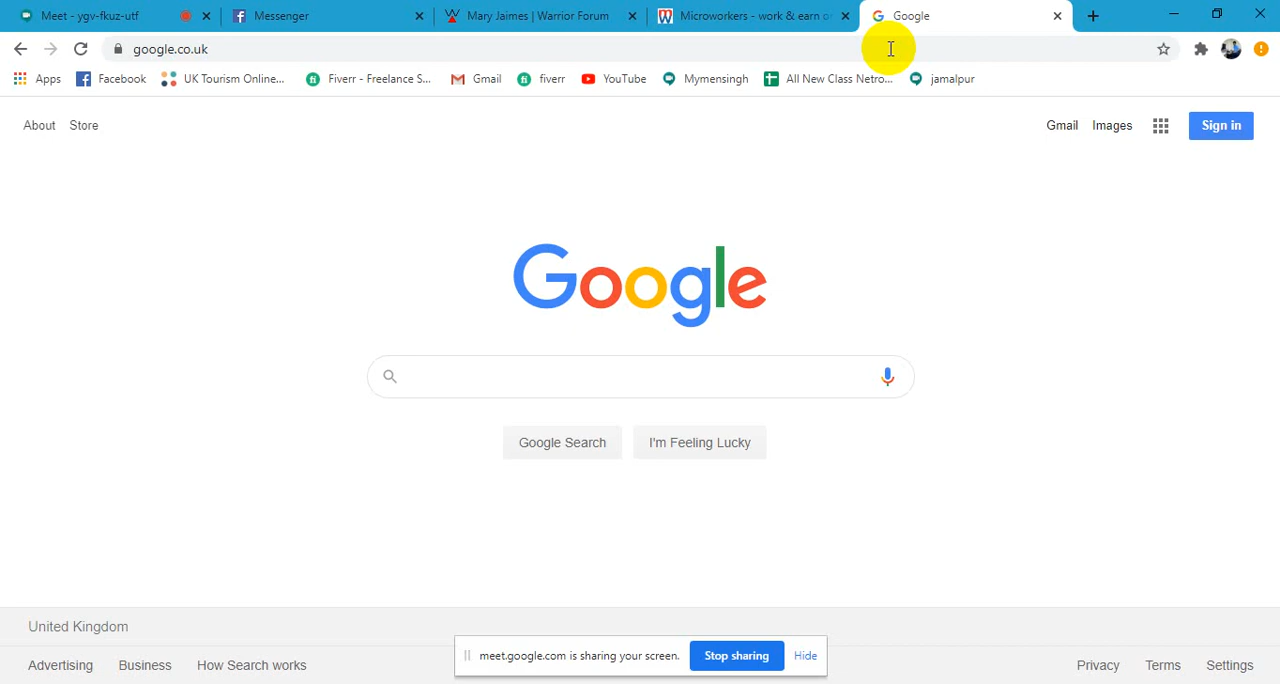 Meet - ygv-fkuz-utf Messenger Mary Jaimes | Warrior Forum Microworkers - work & earn o Google
google.co.uk
Apps Facebook UK Tourism Online... fi Fiverr - Freelance S... Gmail fi fiverr YouTube Mymensingh All New Class Netro... jamalpur
About Store Gmail Images Sign in
Google
Google Search I'm Feeling Lucky
United Kingdom
meet.google.com is sharing your screen. Stop sharing Hide
Advertising Business How Search works Privacy Terms Settings